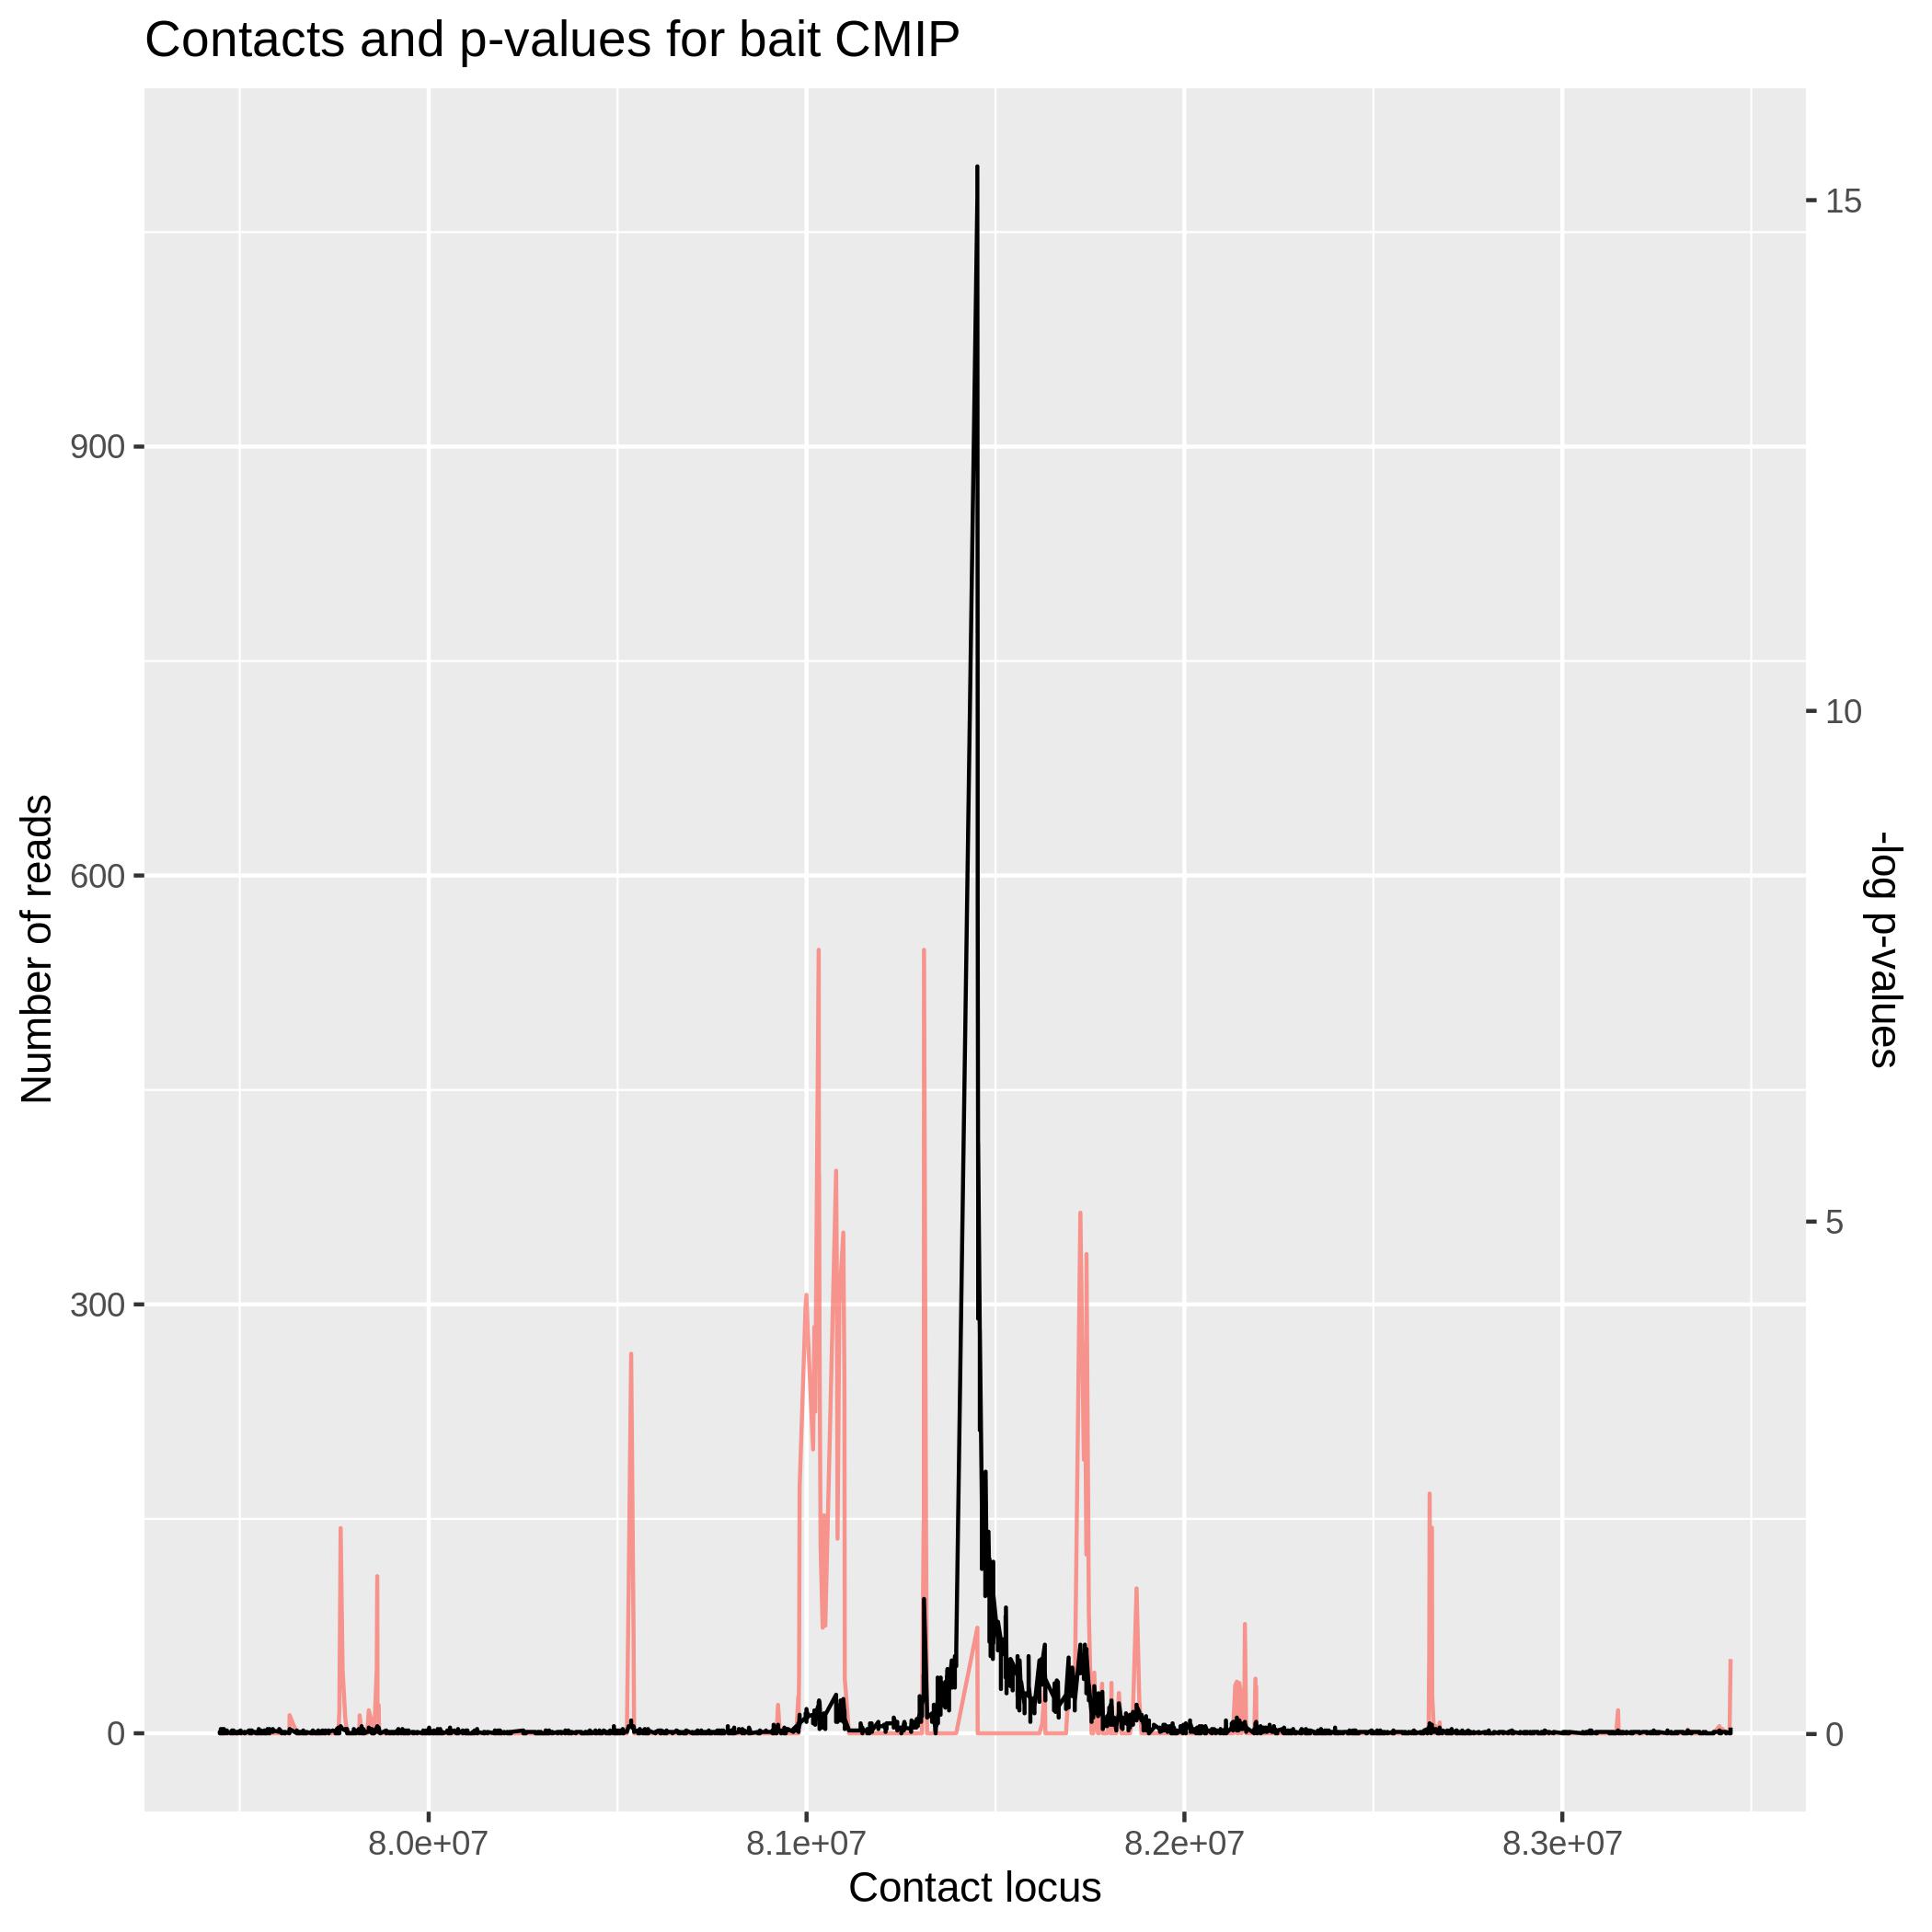 Contacts and p-values for bait CMIP
Number of reads
900
600
300
0
15
10
5
0
-log p-values
8.0e+07
8.1e+07
8.2e+07
8.3e+07
Contact locus